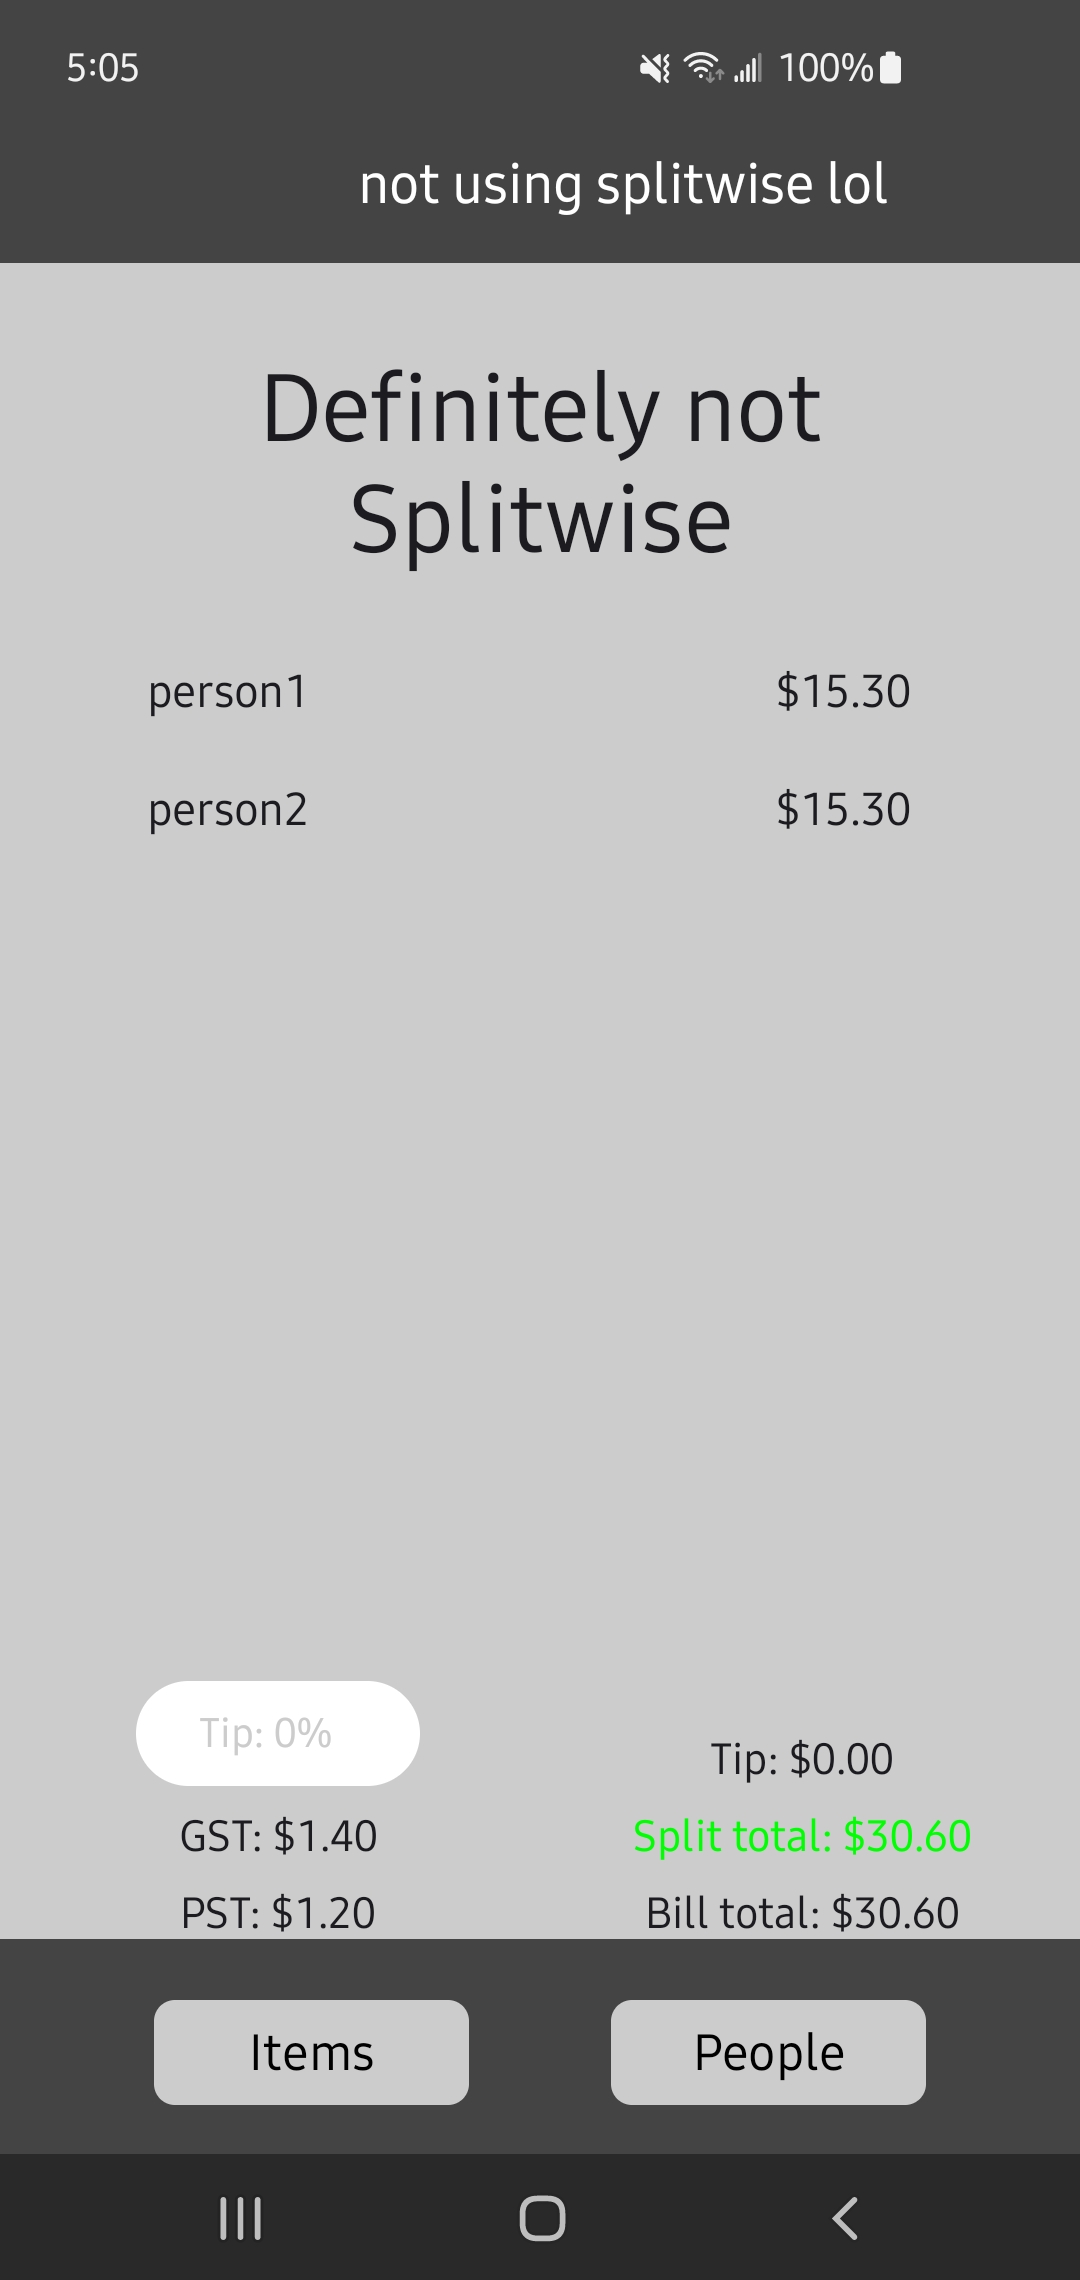 5:05
100%
not using splitwise lol
Definitely not
Splitwise
person1 $15.30
person2 $15.30
Tip: 0%
Tip: $0.00
GST: $1.40
Split total: $30.60
PST: $1.20
Bill total: $30.60
Items
People